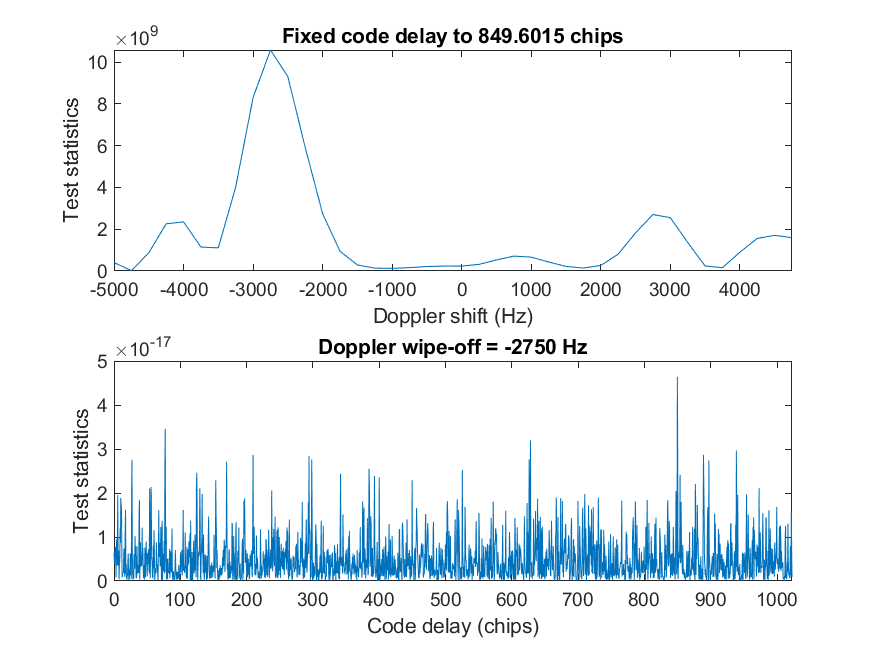 ×10^9
Fixed code delay to 849.6015 chips
10
8
6
4
2
0
Test statistics
-5000 -4000 -3000 -2000 -1000 0 1000 2000 3000 4000
Doppler shift (Hz)
×10^-17
Doppler wipe-off = -2750 Hz
5
4
3
2
1
0
Test statistics
0 100 200 300 400 500 600 700 800 900 1000
Code delay (chips)